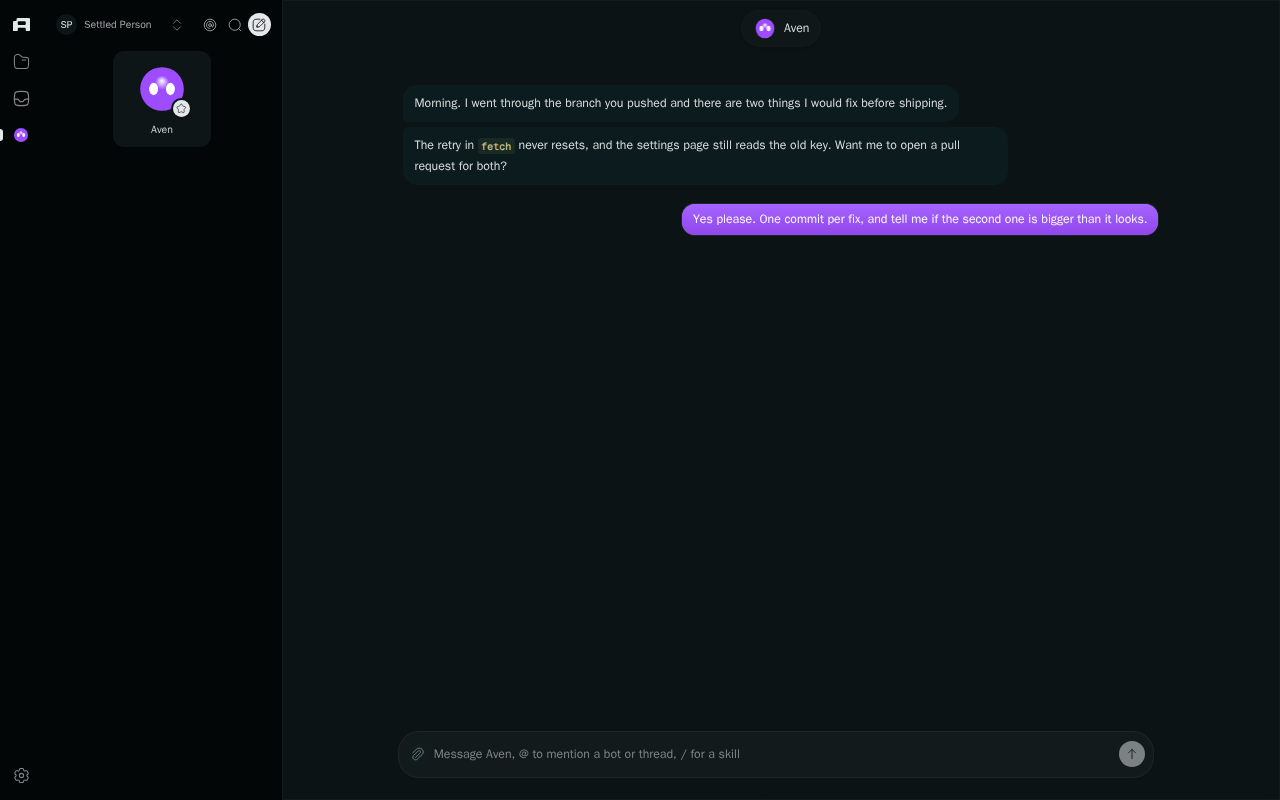 SP Settled Person
Aven
Aven
Morning. I went through the branch you pushed and there are two things I would fix before shipping.
The retry in fetch never resets, and the settings page still reads the old key. Want me to open a pull
request for both?
Yes please. One commit per fix, and tell me if the second one is bigger than it looks.
Message Aven, @ to mention a bot or thread, / for a skill